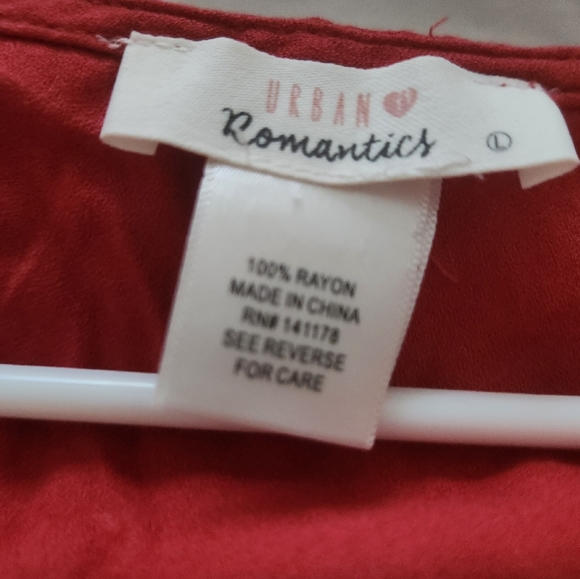 URBAN
Romantics
L
100% RAYON
MADE IN CHINA
RN# 141178
SEE REVERSE
FOR CARE